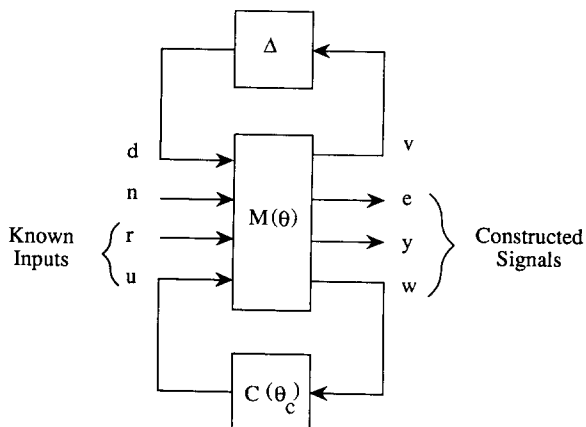 Δ
d
v
n
e
M(θ)
Known
Inputs
r
y
Constructed
Signals
u
w
C(θc)